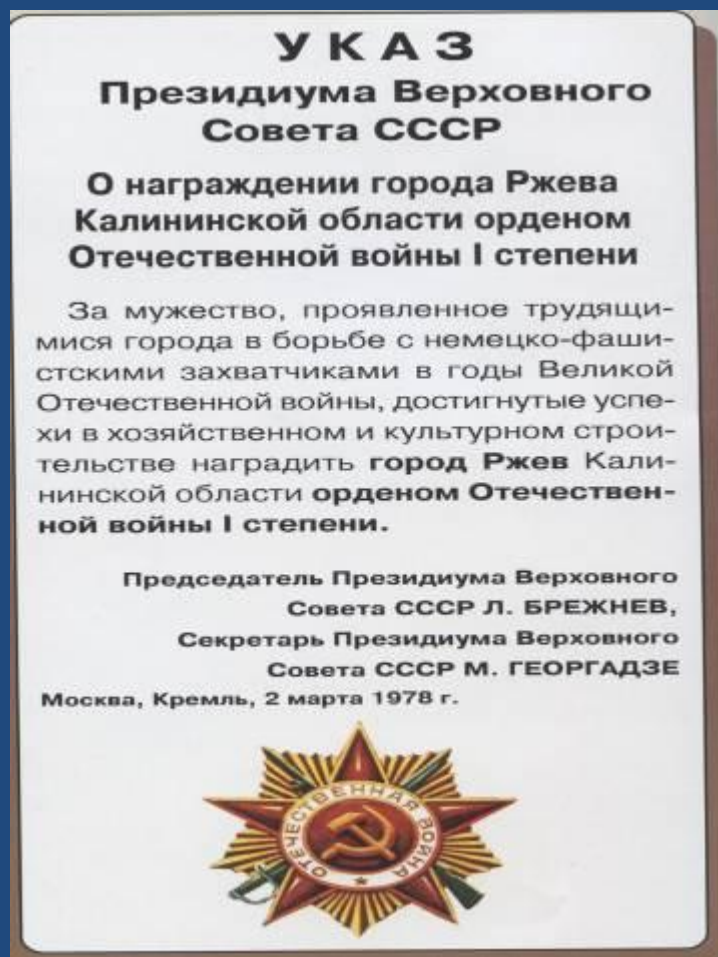 УКАЗ
Президиума Верховного
Совета СССР
О награждении города Ржева
Калининской области орденом
Отечественной войны I степени
За мужество, проявленное трудящи-
мися города в борьбе с немецко-фаши-
стскими захватчиками в годы Великой
Отечественной войны, достигнутые успе-
хи в хозяйственном и культурном строи-
тельстве наградить город Ржев Кали-
нинской области орденом Отечествен-
ной войны I степени.
Председатель Президиума Верховного
Совета СССР Л. БРЕЖНЕВ,
Секретарь Президиума Верховного
Совета СССР М. ГЕОРГАДЗЕ
Москва, Кремль, 2 марта 1978 г.
ОТЕЧЕСТВЕННАЯ ВОЙНА